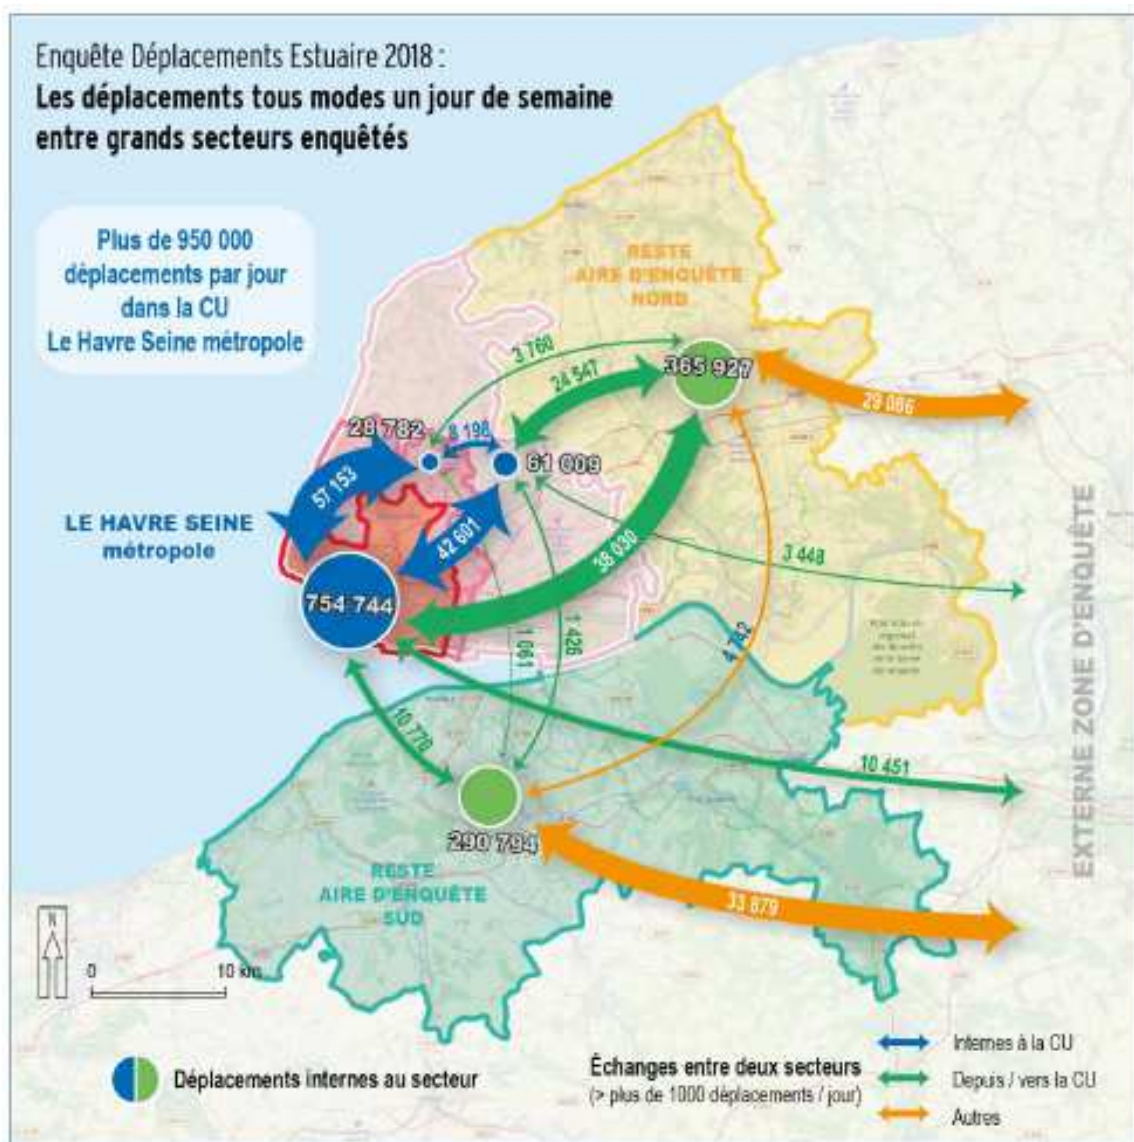 Enquête Déplacements Estuaire 2018 :
Les déplacements tous modes un jour de semaine
entre grands secteurs enquêtés
Plus de 950 000
déplacements par jour
dans la CU
Le Havre Seine métropole
RESTE
AIRE D'ENQUÊTE
NORD
3 760
24 547
365 927
29 086
28 782
8 198
61 009
57 153
LE HAVRE SEINE
métropole
42 601
38 030
3 448
754 744
1 061
1 426
4 742
10 770
10 451
EXTERNE ZONE D'ENQUÊTE
290 794
RESTE
AIRE D'ENQUÊTE
SUD
33 879
N
0
10 km
Déplacements internes au secteur
Échanges entre deux secteurs
(> plus de 1000 déplacements / jour)
Internes à la CU
Depuis / vers la CU
Autres